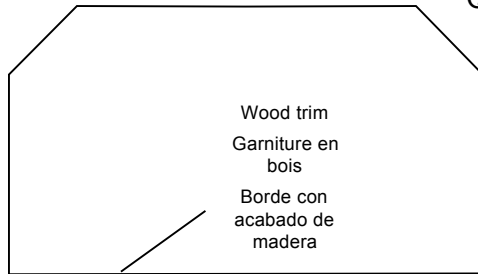 Wood trim
Garniture en
bois
Borde con
acabado de
madera